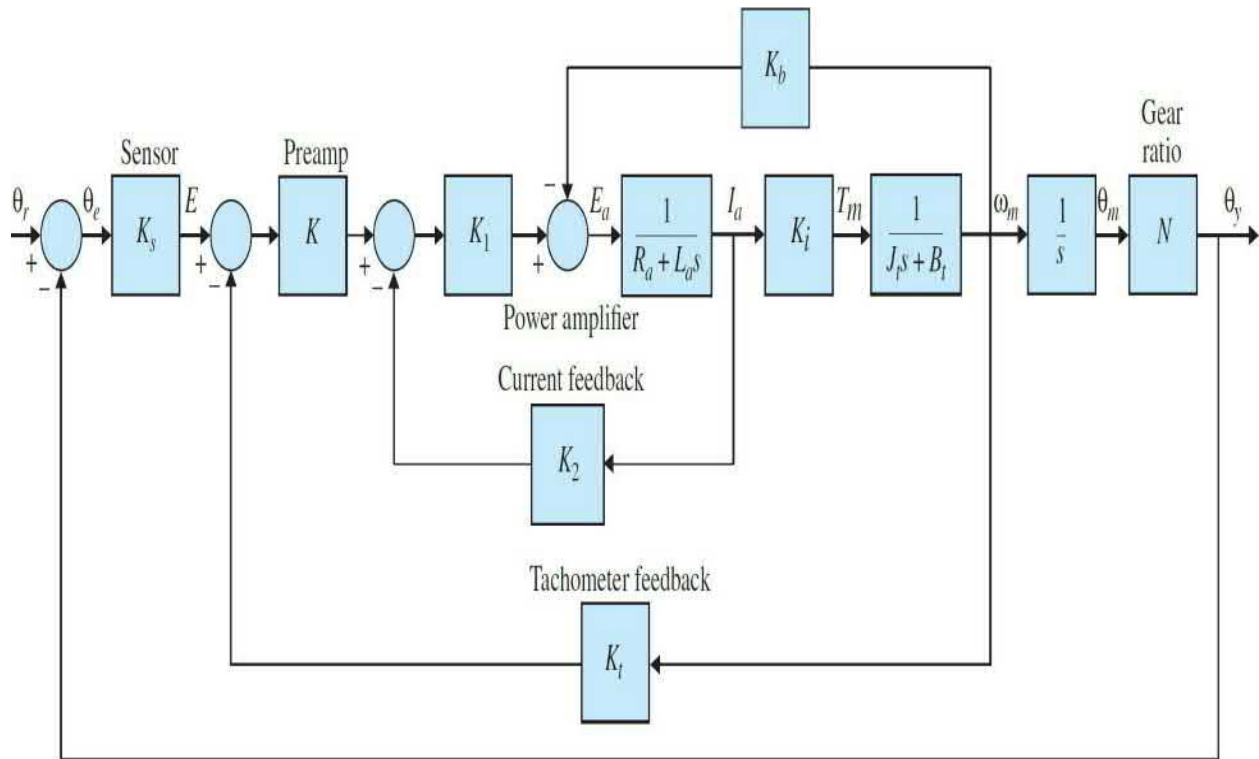 K_b
Gear
ratio
Sensor
Preamp
θ_r
θ_e
K_s
E
K
K_1
E_a
1
R_a + L_a s
I_a
K_i
T_m
1
J_t s + B_t
ω_m
1
s
θ_m
N
θ_y
+
−
+
−
+
−
+
−
Power amplifier
Current feedback
K_2
Tachometer feedback
K_t